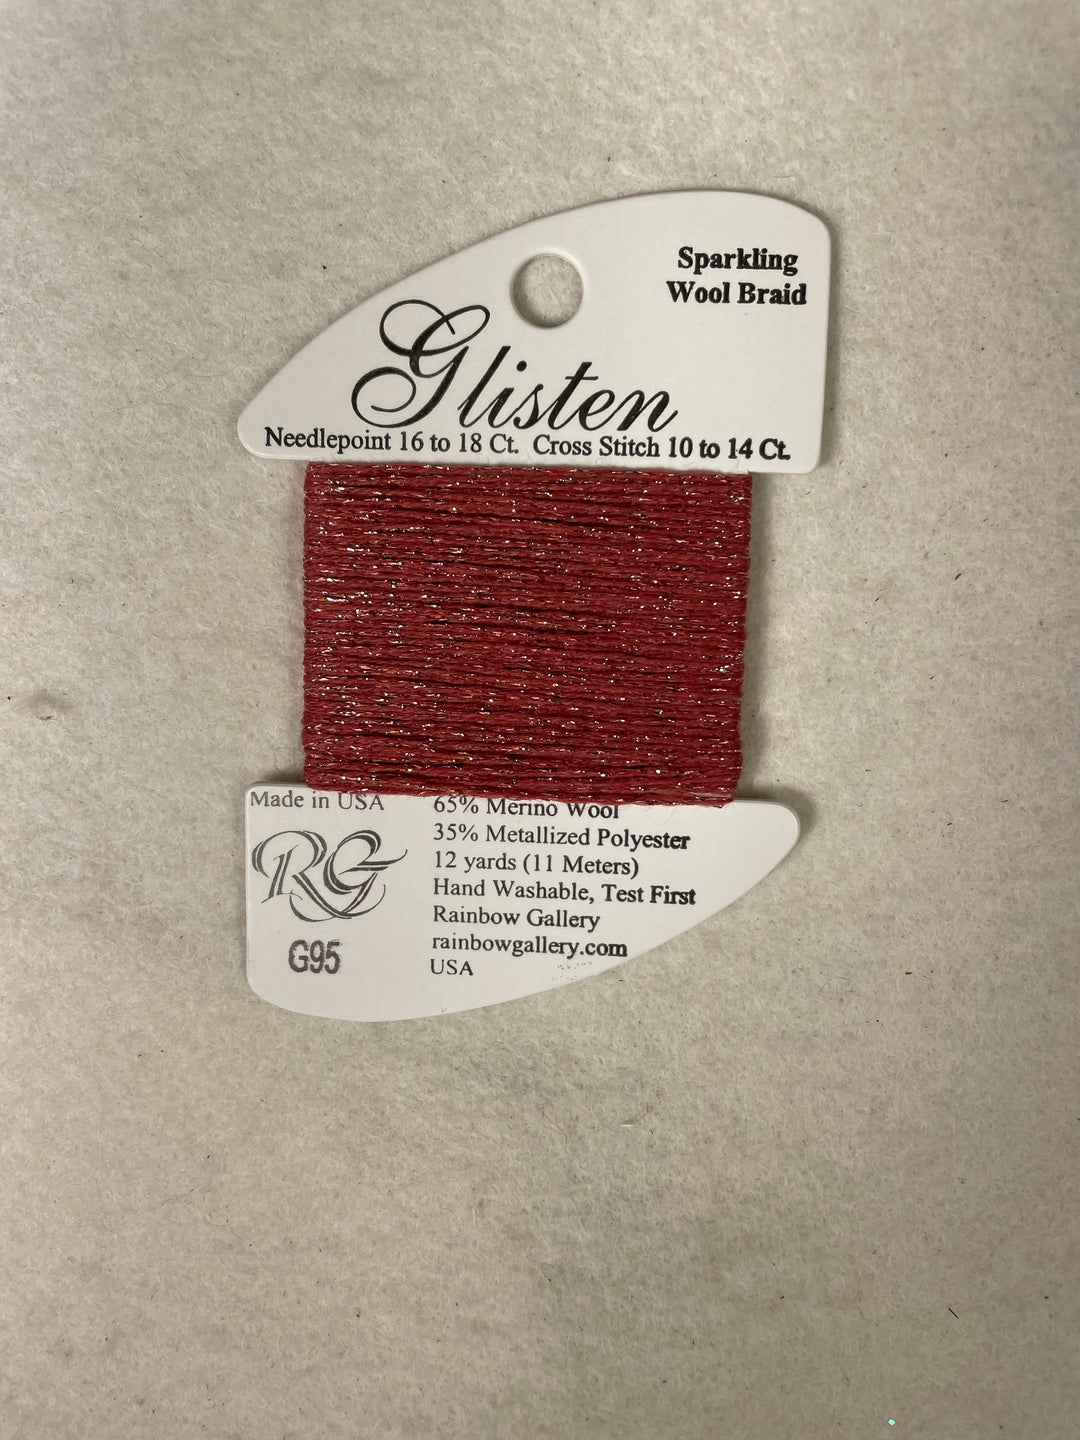 Sparkling
Wool Braid
Glisten
Needlepoint 16 to 18 Ct. Cross Stitch 10 to 14 Ct.
Made in USA
RG
G95
65% Merino Wool
35% Metallized Polyester
12 yards (11 Meters)
Hand Washable, Test First
Rainbow Gallery
rainbowgallery.com
USA